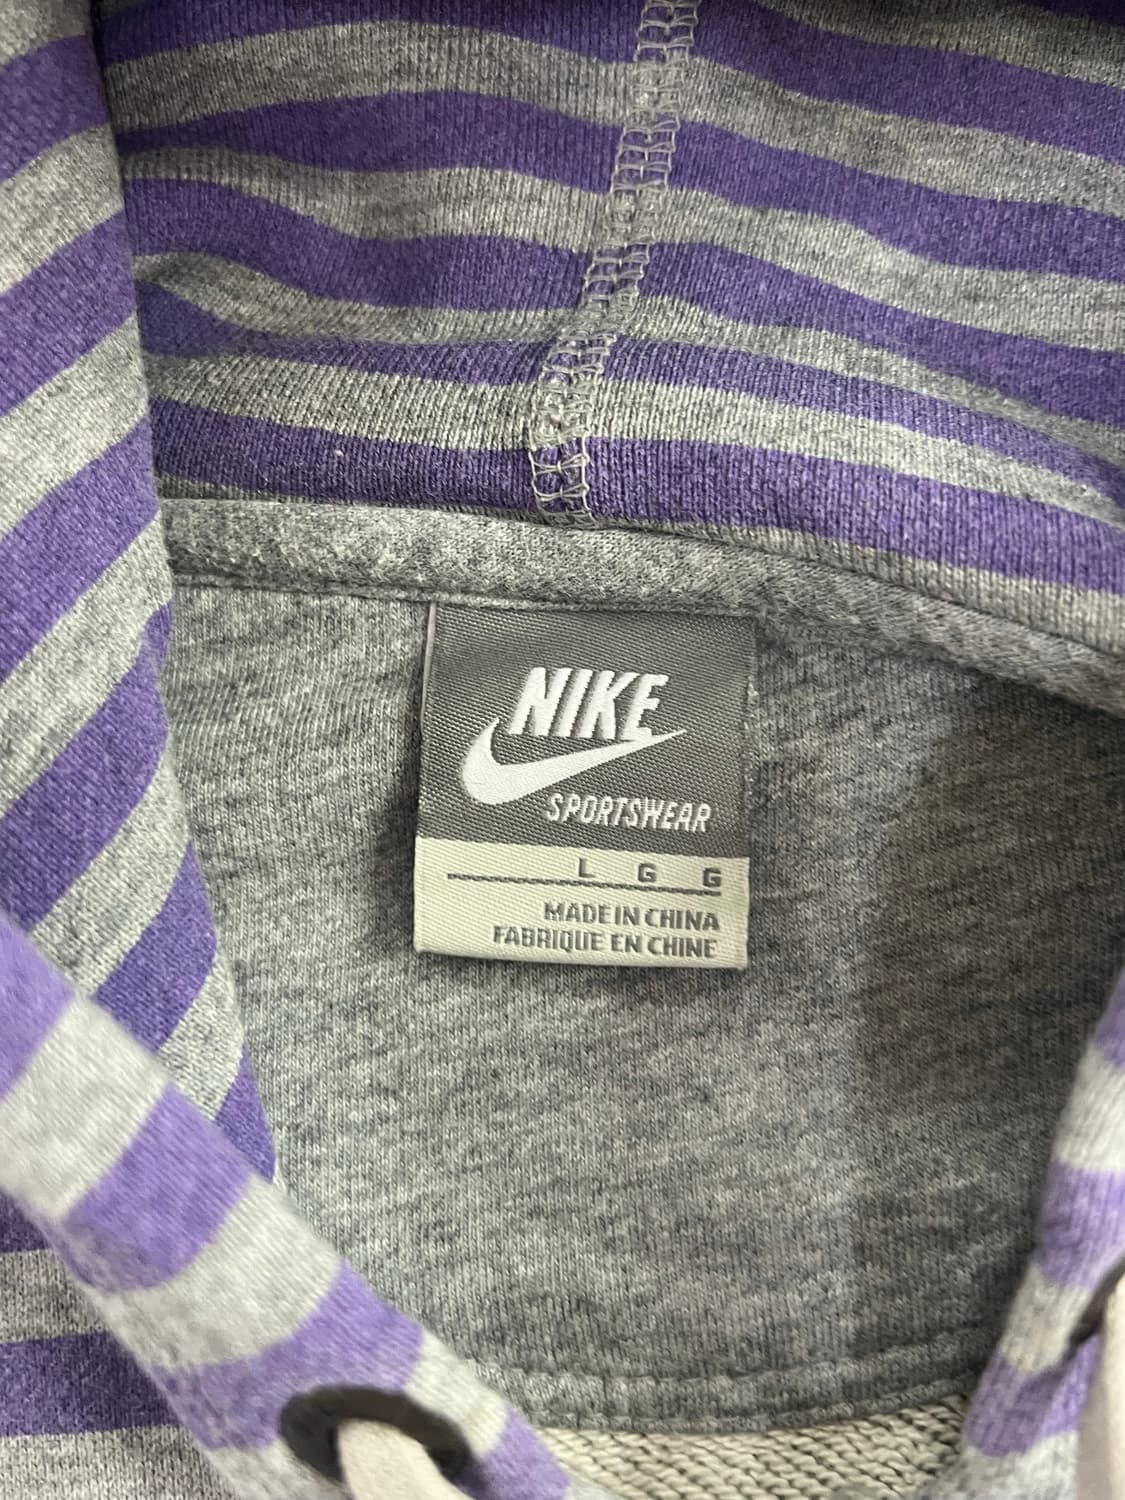 NIKE
SPORTSWEAR
L G G
MADE IN CHINA
FABRIQUE EN CHINE